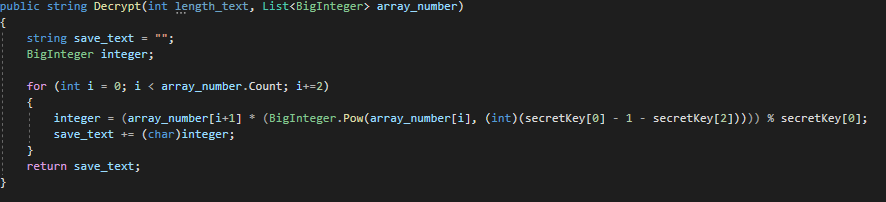 public string Decrypt(int length_text, List<BigInteger> array_number)
{
string save_text = "";
BigInteger integer;
for (int i = 0; i < array_number.Count; i+=2)
{
integer = (array_number[i+1] * (BigInteger.Pow(array_number[i], (int)(secretKey[0] - 1 - secretKey[2])))) % secretKey[0];
save_text += (char)integer;
}
return save_text;
}